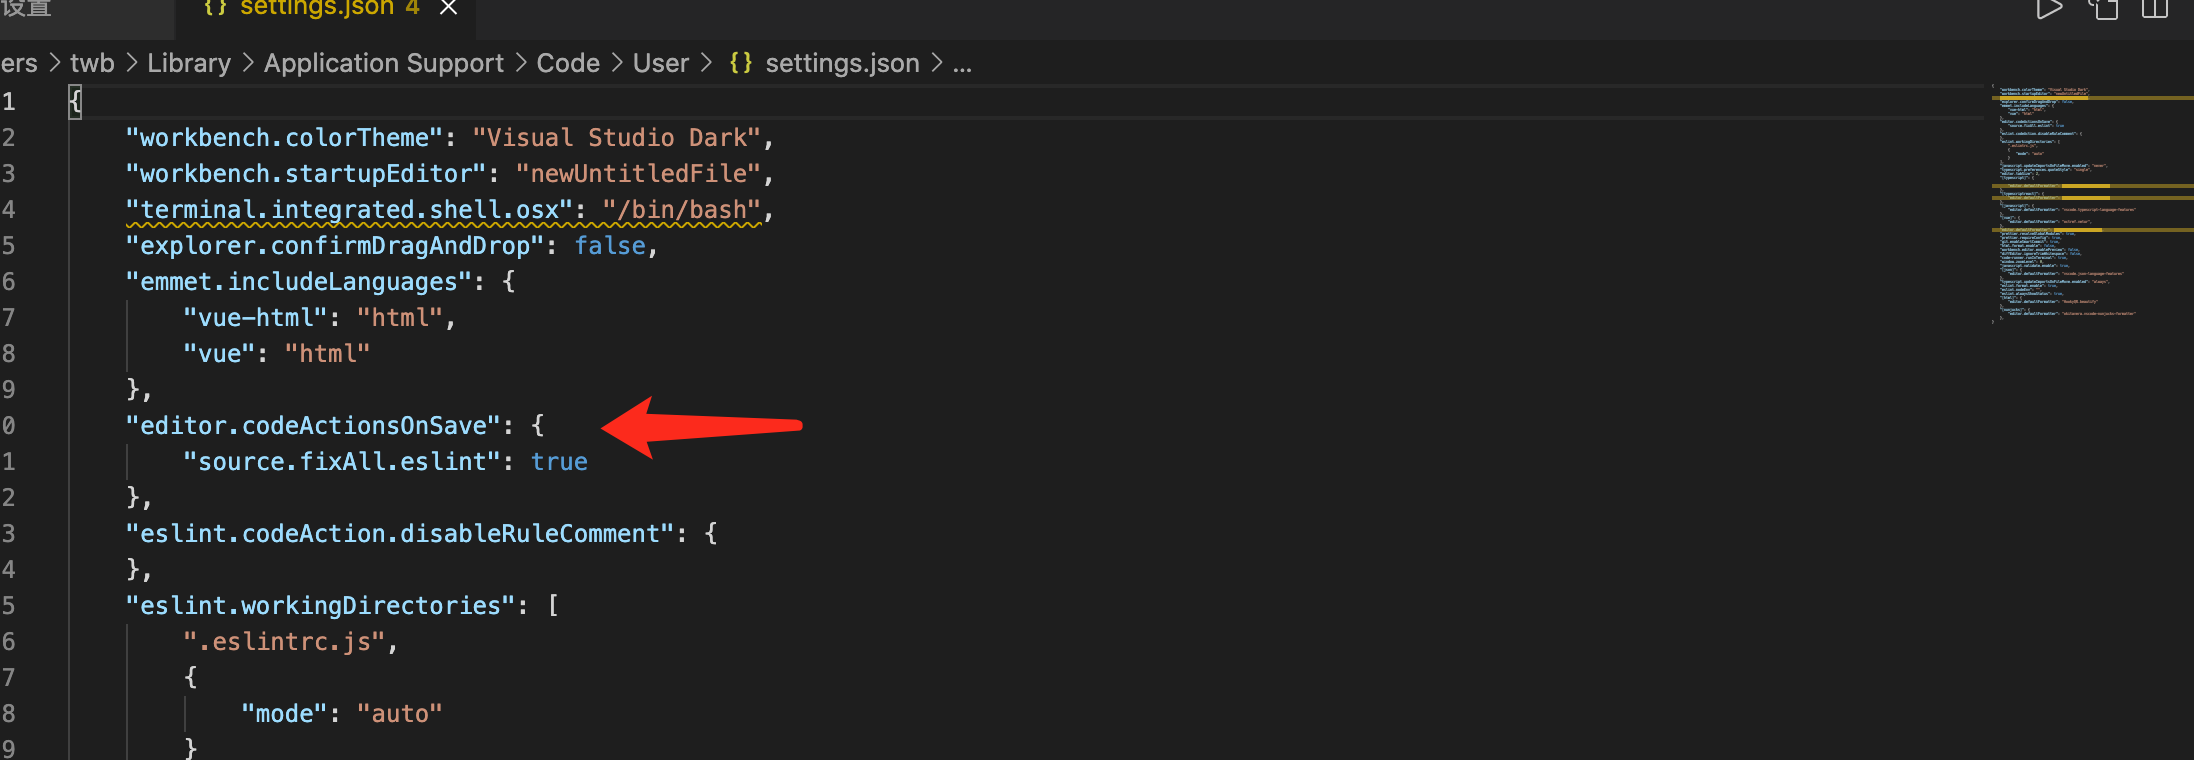 设置
{} settings.json 4 ×
ers > twb > Library > Application Support > Code > User > {} settings.json > ...
1 {
2 "workbench.colorTheme": "Visual Studio Dark",
3 "workbench.startupEditor": "newUntitledFile",
4 "terminal.integrated.shell.osx": "/bin/bash",
5 "explorer.confirmDragAndDrop": false,
6 "emmet.includeLanguages": {
7 "vue-html": "html",
8 "vue": "html"
9 },
0 "editor.codeActionsOnSave": {
1 "source.fixAll.eslint": true
2 },
3 "eslint.codeAction.disableRuleComment": {
4 },
5 "eslint.workingDirectories": [
6 ".eslintrc.js",
7 {
8 "mode": "auto"
9 }